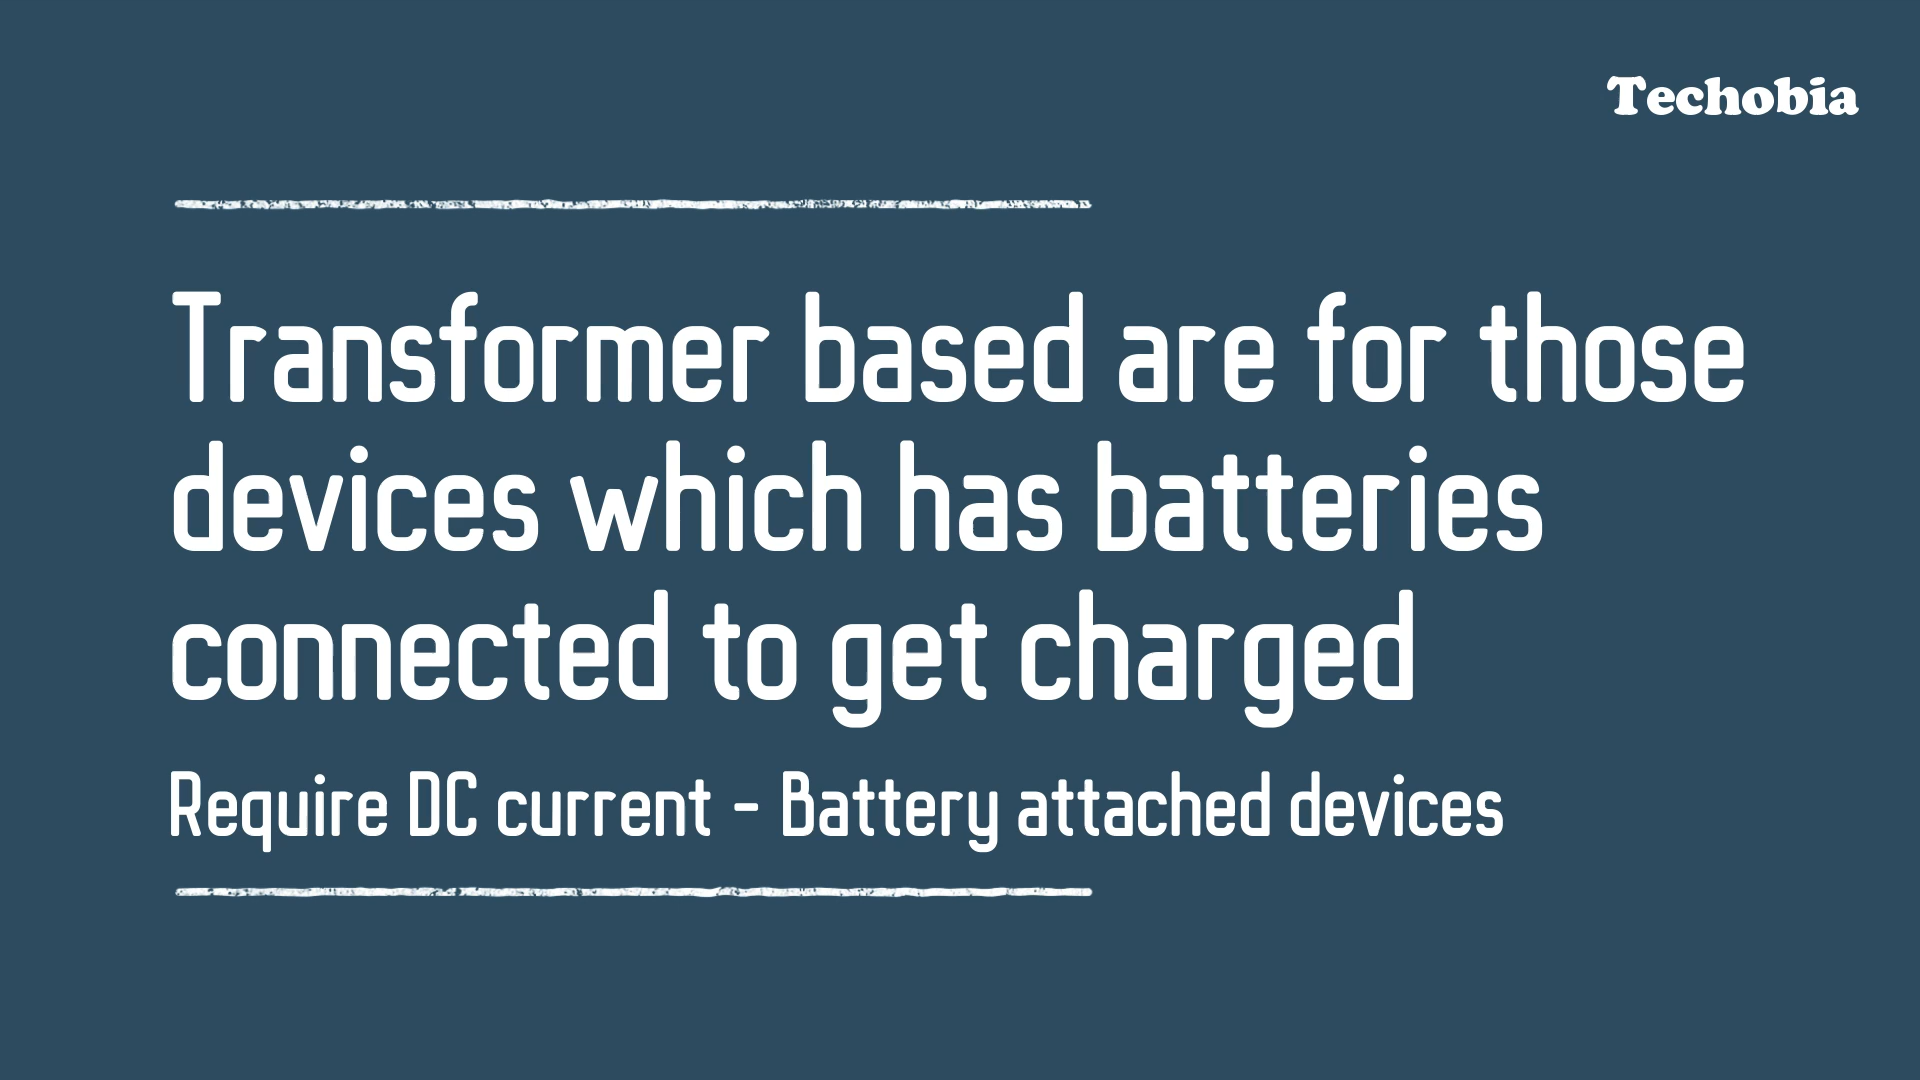 Techobia
Transformer based are for those
devices which has batteries
connected to get charged
Require DC current - Battery attached devices